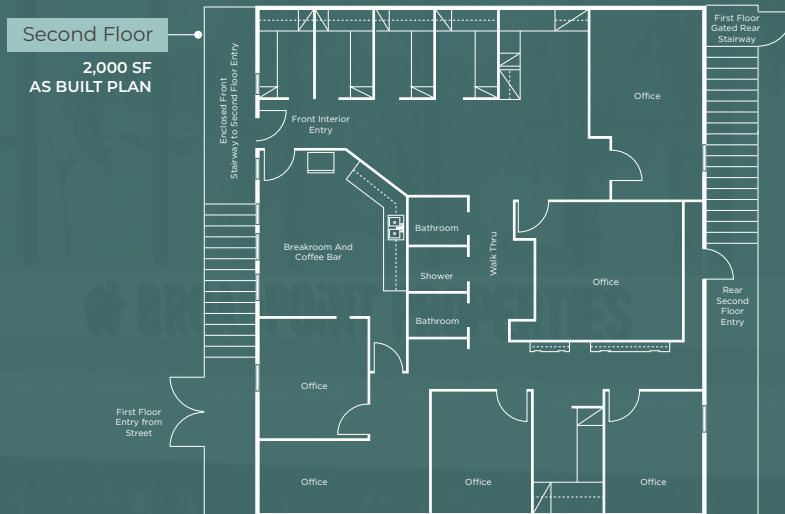 Second Floor
2,000 SF
AS BUILT PLAN
Enclosed Front
Stairway to Second Floor Entry
First Floor
Gated Rear
Stairway
Office
Front Interior
Entry
Bathroom
Breakroom And
Coffee Bar
Walk Thru
Shower
Office
Rear
Second
Floor
Entry
Bathroom
Office
First Floor
Entry from
Street
Office
Office
Office
PROPERTIES